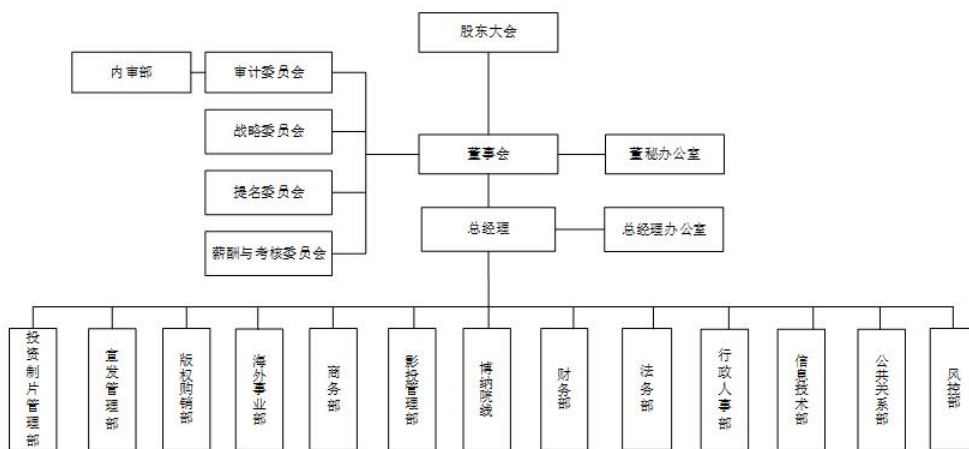 股东大会
内审部
审计委员会
战略委员会
董事会
董秘办公室
提名委员会
总经理
总经理办公室
薪酬与考核委员会
投资制片管理部
宣发管理部
版权购销部
海外事业部
商务部
影投管理部
博纳院线
财务部
法务部
行政人事部
信息技术部
公共关系部
风控部